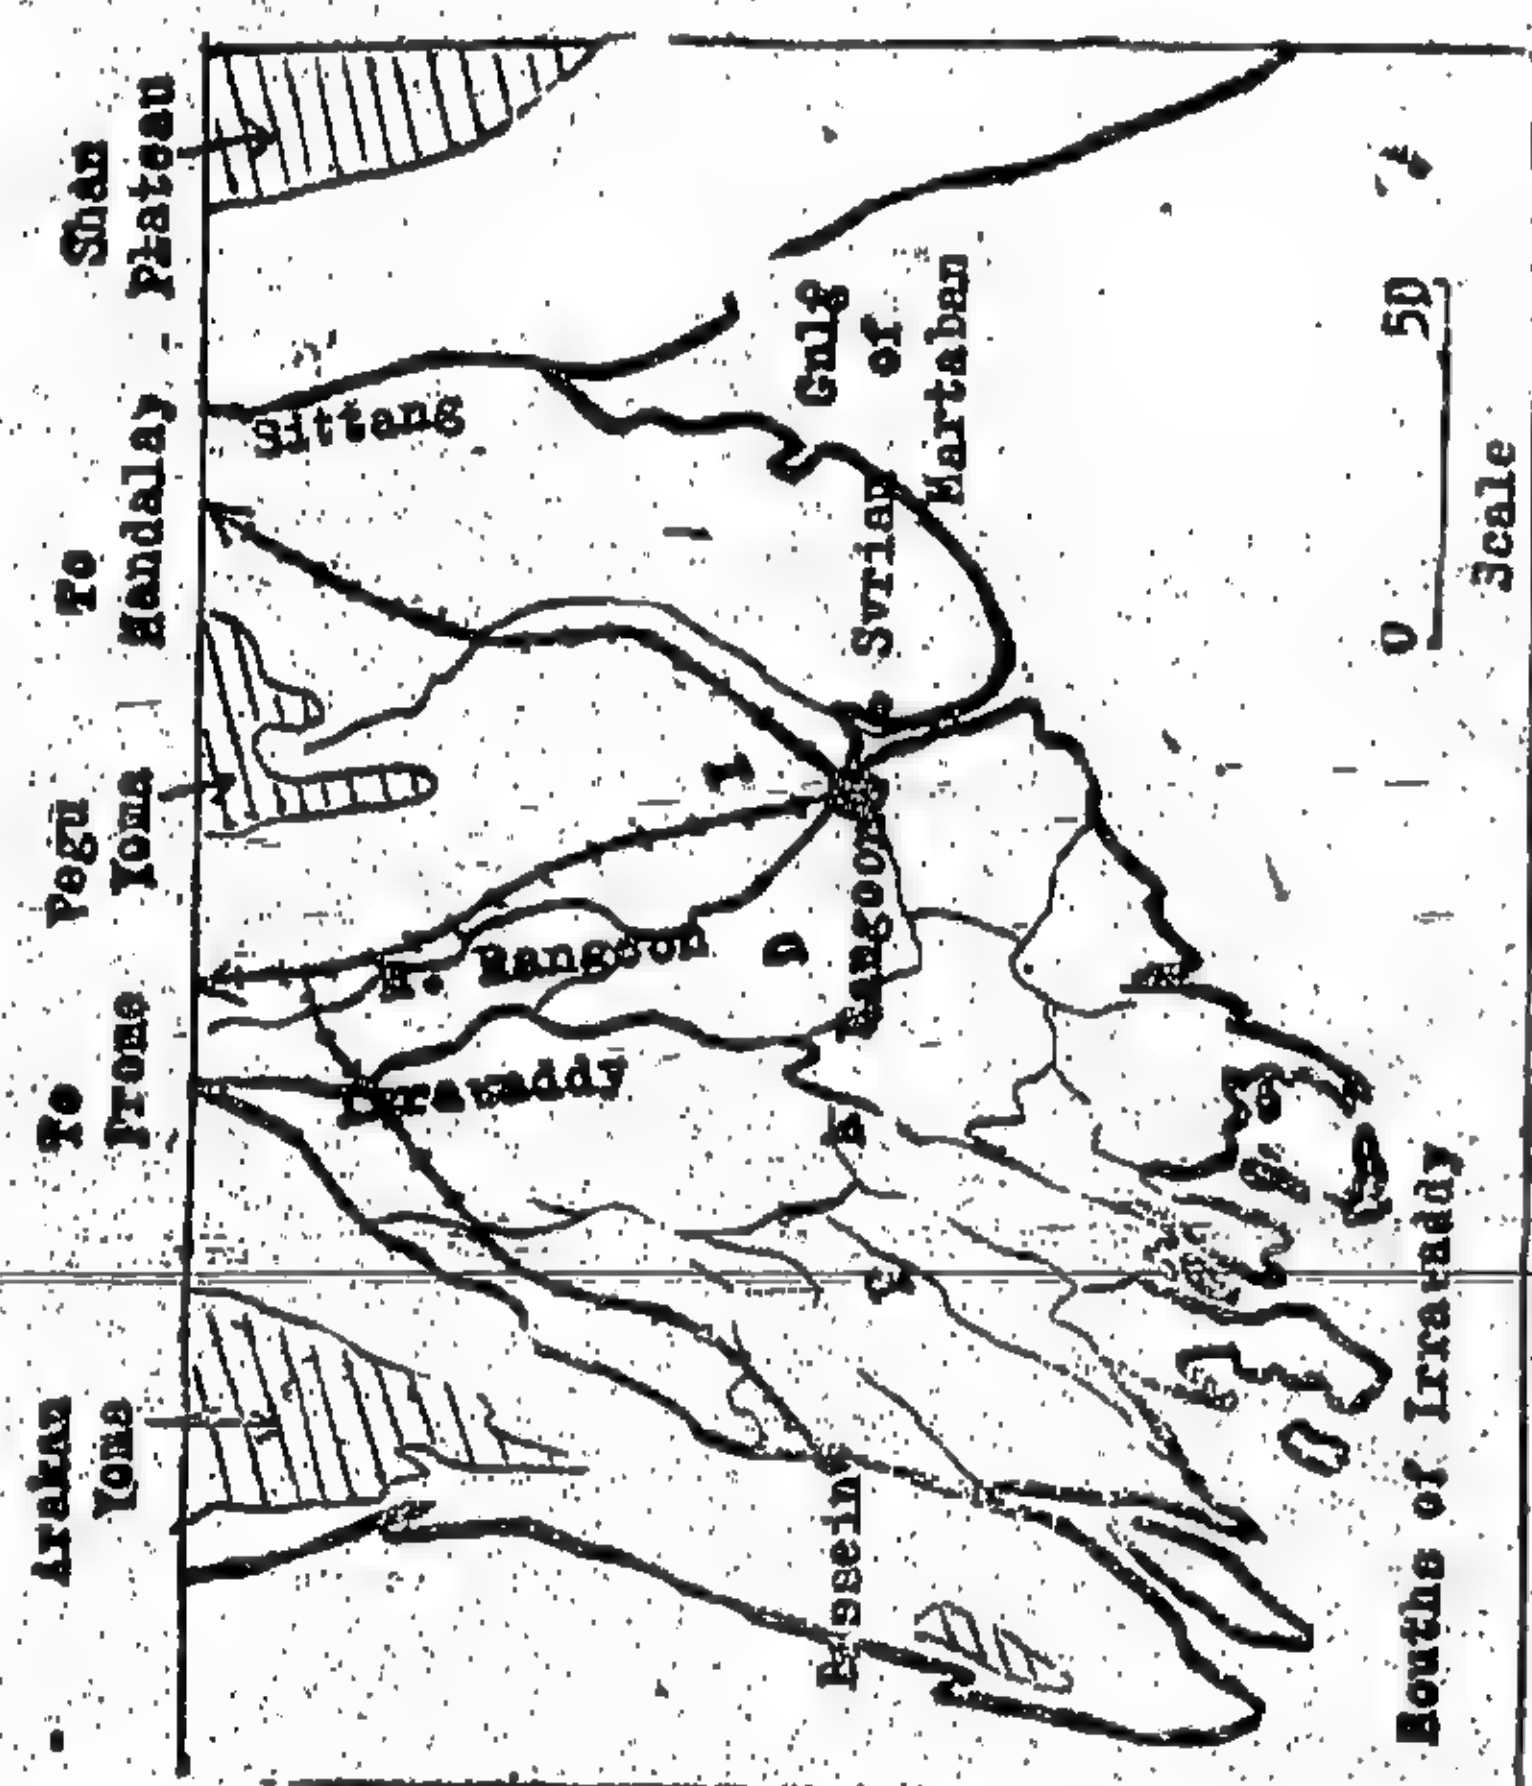 Arakan
Yoma
To
Prome
Pegu
Yoma
To
Mandalay
Shan
Plateau
Sittang
Irrawaddy
R. Rangoon
I
D
Bassein
Rangoon
Syriam
Gulg
of
Martaban
Mouths of Irrawaddy
0 50
Scale